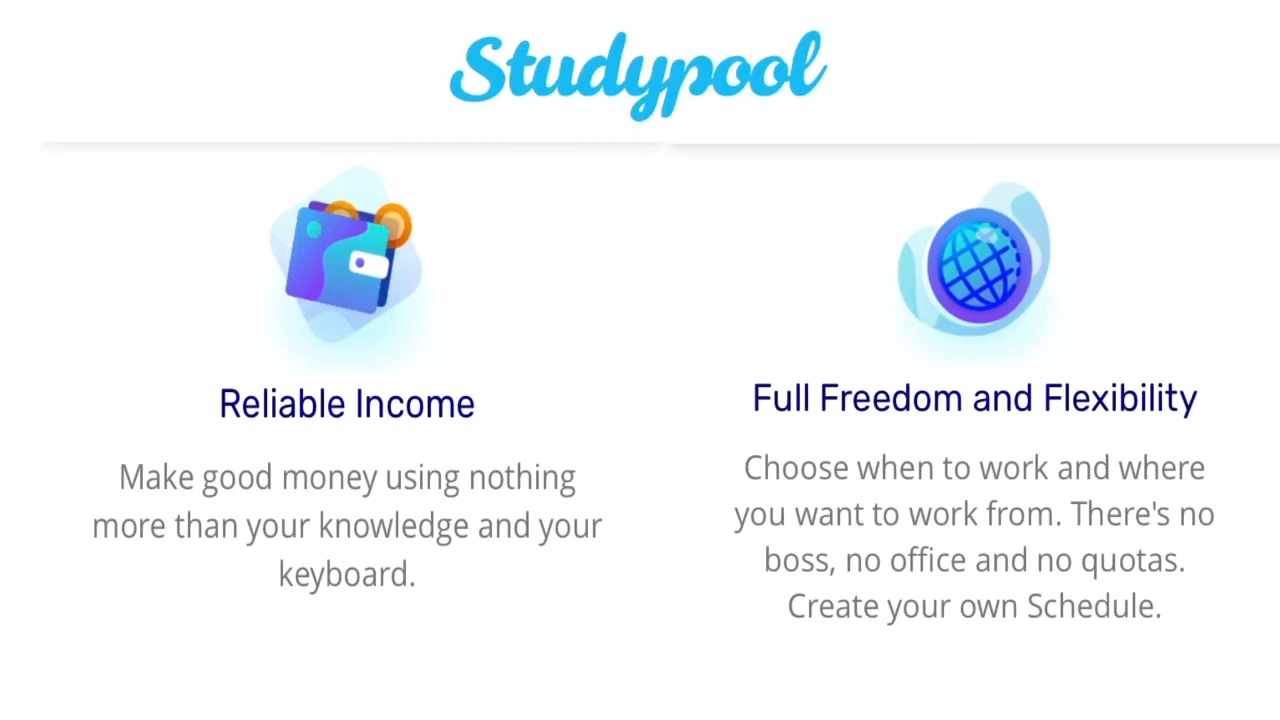 Studypool
Reliable Income
Make good money using nothing
more than your knowledge and your
keyboard.
Full Freedom and Flexibility
Choose when to work and where
you want to work from. There's no
boss, no office and no quotas.
Create your own Schedule.